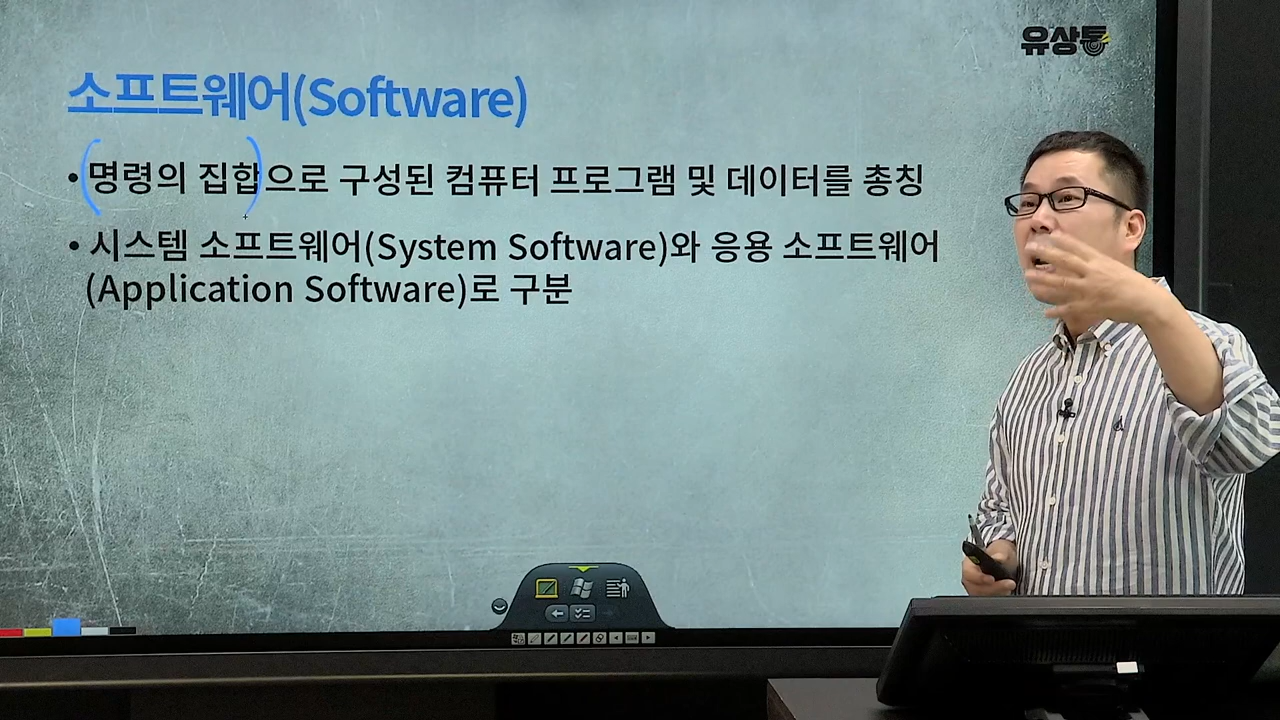 유상통
소프트웨어(Software)
• 명령의 집합으로 구성된 컴퓨터 프로그램 및 데이터를 총칭
• 시스템 소프트웨어(System Software)와 응용 소프트웨어
(Application Software)로 구분